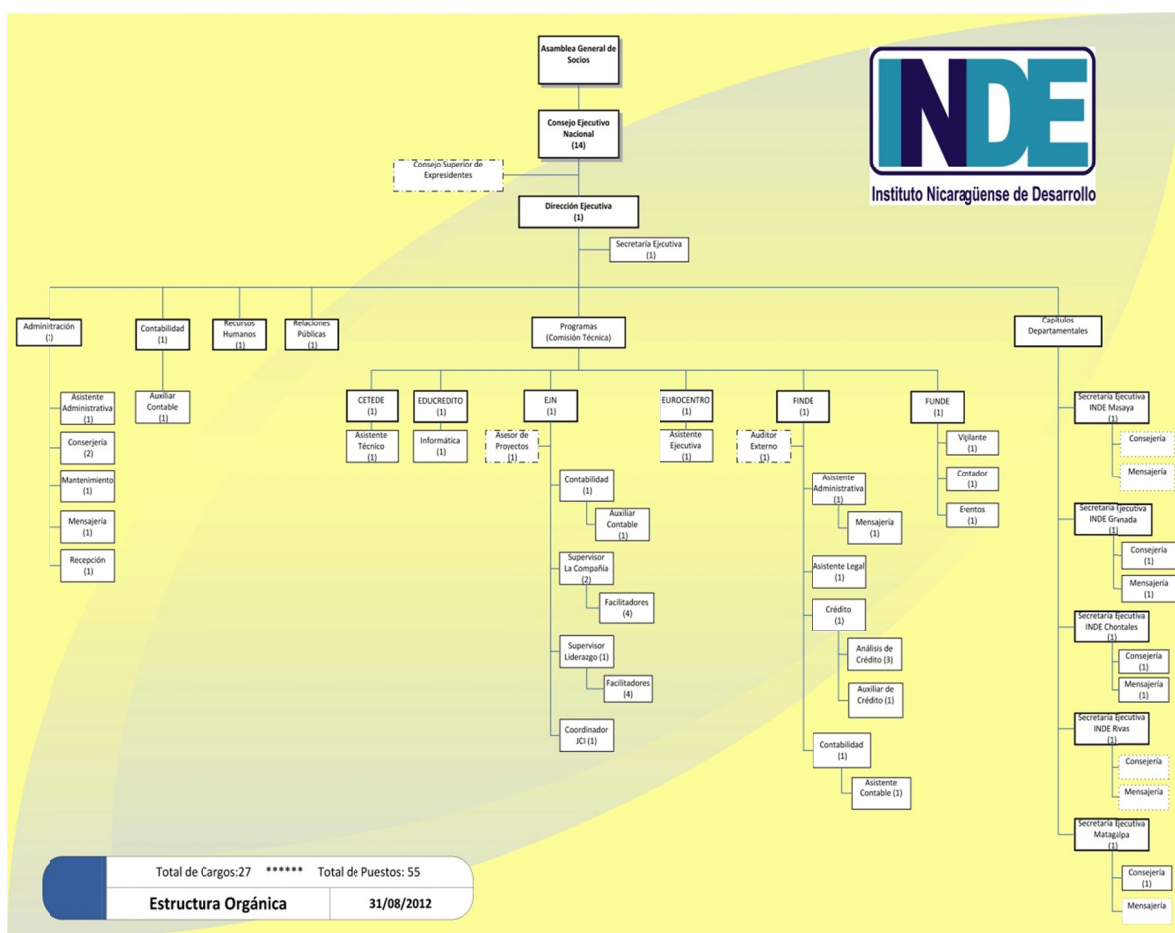 Asamblea General de
Socios
INDE
Instituto Nicaragüense de Desarrollo
Consejo Ejecutivo
Nacional
(14)
Consejo Superior de
Expresidentes
Dirección Ejecutiva
(1)
Secretaría Ejecutiva
(1)
Administración
Contabilidad
(1)
Recursos
Humanos
(1)
Relaciones
Públicas
(1)
Programas
(Comisión Técnica)
Capítulos
Departamentales
Asistente
Administrativa
(1)
Conserjería
(2)
Mantenimiento
(1)
Mensajería
(1)
Recepción
(1)
Auxiliar
Contable
(1)
CETEDE
(1)
Asistente
Técnico
(1)
EDUCREDITO
(1)
Informática
(1)
EJN
(1)
Asesor de
Proyectos
(1)
Contabilidad
(1)
Auxiliar
Contable
(1)
Supervisor
La Compañía
(2)
Facilitadores
(4)
Supervisor
Liderazgo (1)
Facilitadores
(4)
Coordinador
JCI (1)
EUROCENTRO
(1)
Asistente
Ejecutiva
(1)
FINDE
(1)
Auditor
Externo
(1)
Asistente
Administrativa
(1)
Mensajería
(1)
Asistente Legal
(1)
Crédito
(1)
Análisis de
Crédito (3)
Auxiliar de
Crédito (1)
Contabilidad
(1)
Asistente
Contable (1)
FUNDE
(1)
Vigilante
(1)
Contador
(1)
Eventos
(1)
Secretaría Ejecutiva
INDE Masaya
(1)
Consejería
Mensajería
Secretaría Ejecutiva
INDE Granada
(1)
Consejería
(1)
Mensajería
(1)
Secretaría Ejecutiva
INDE Chontales
(1)
Consejería
(1)
Mensajería
(1)
Secretaría Ejecutiva
INDE Rivas
(1)
Consejería
Mensajería
Secretaría Ejecutiva
Matagalpa
(1)
Consejería
(1)
Mensajería
Total de Cargos:27 ****** Total de Puestos: 55
Estructura Orgánica 31/08/2012